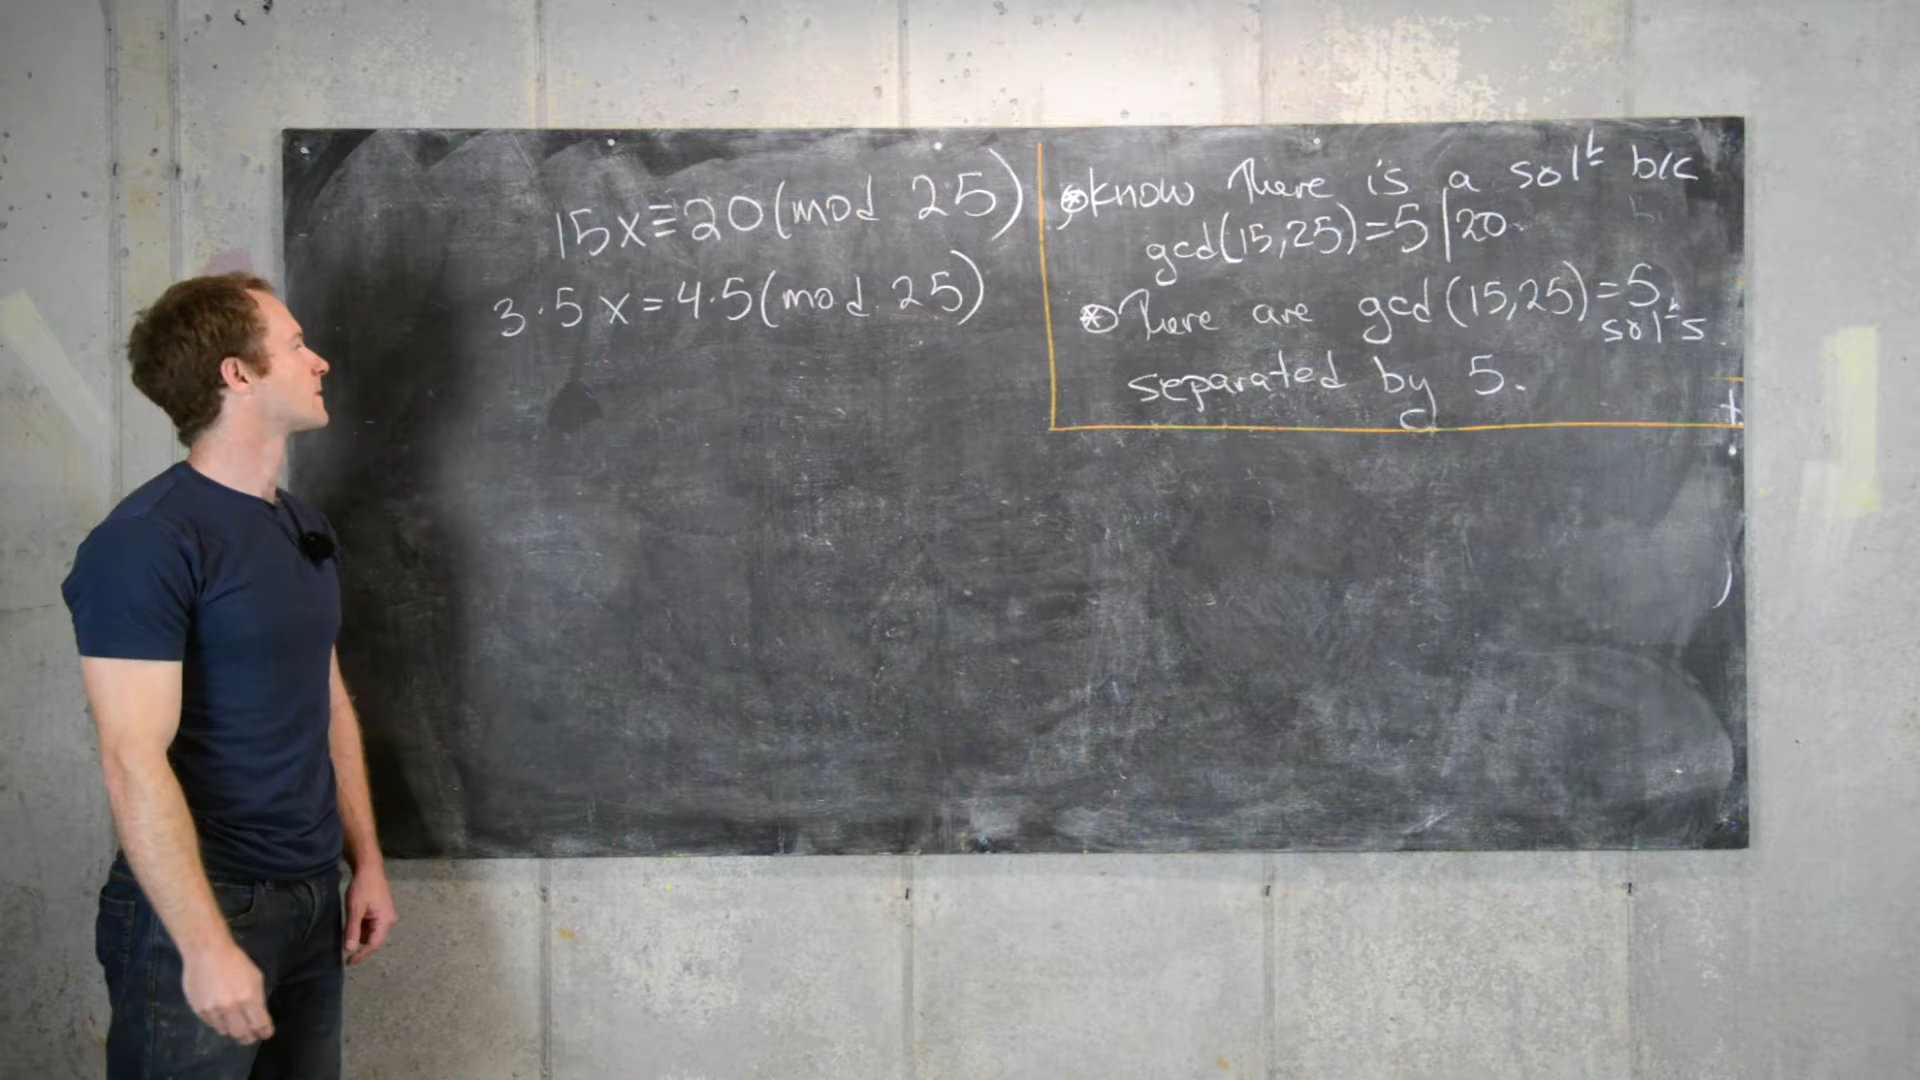 15x≡20(mod 25)
3·5x=4·5(mod 25)
⊛know there is a sol^t b/c
gcd(15,25)=5|20.
⊛There are gcd(15,25)=5
sol^ts
separated by 5.